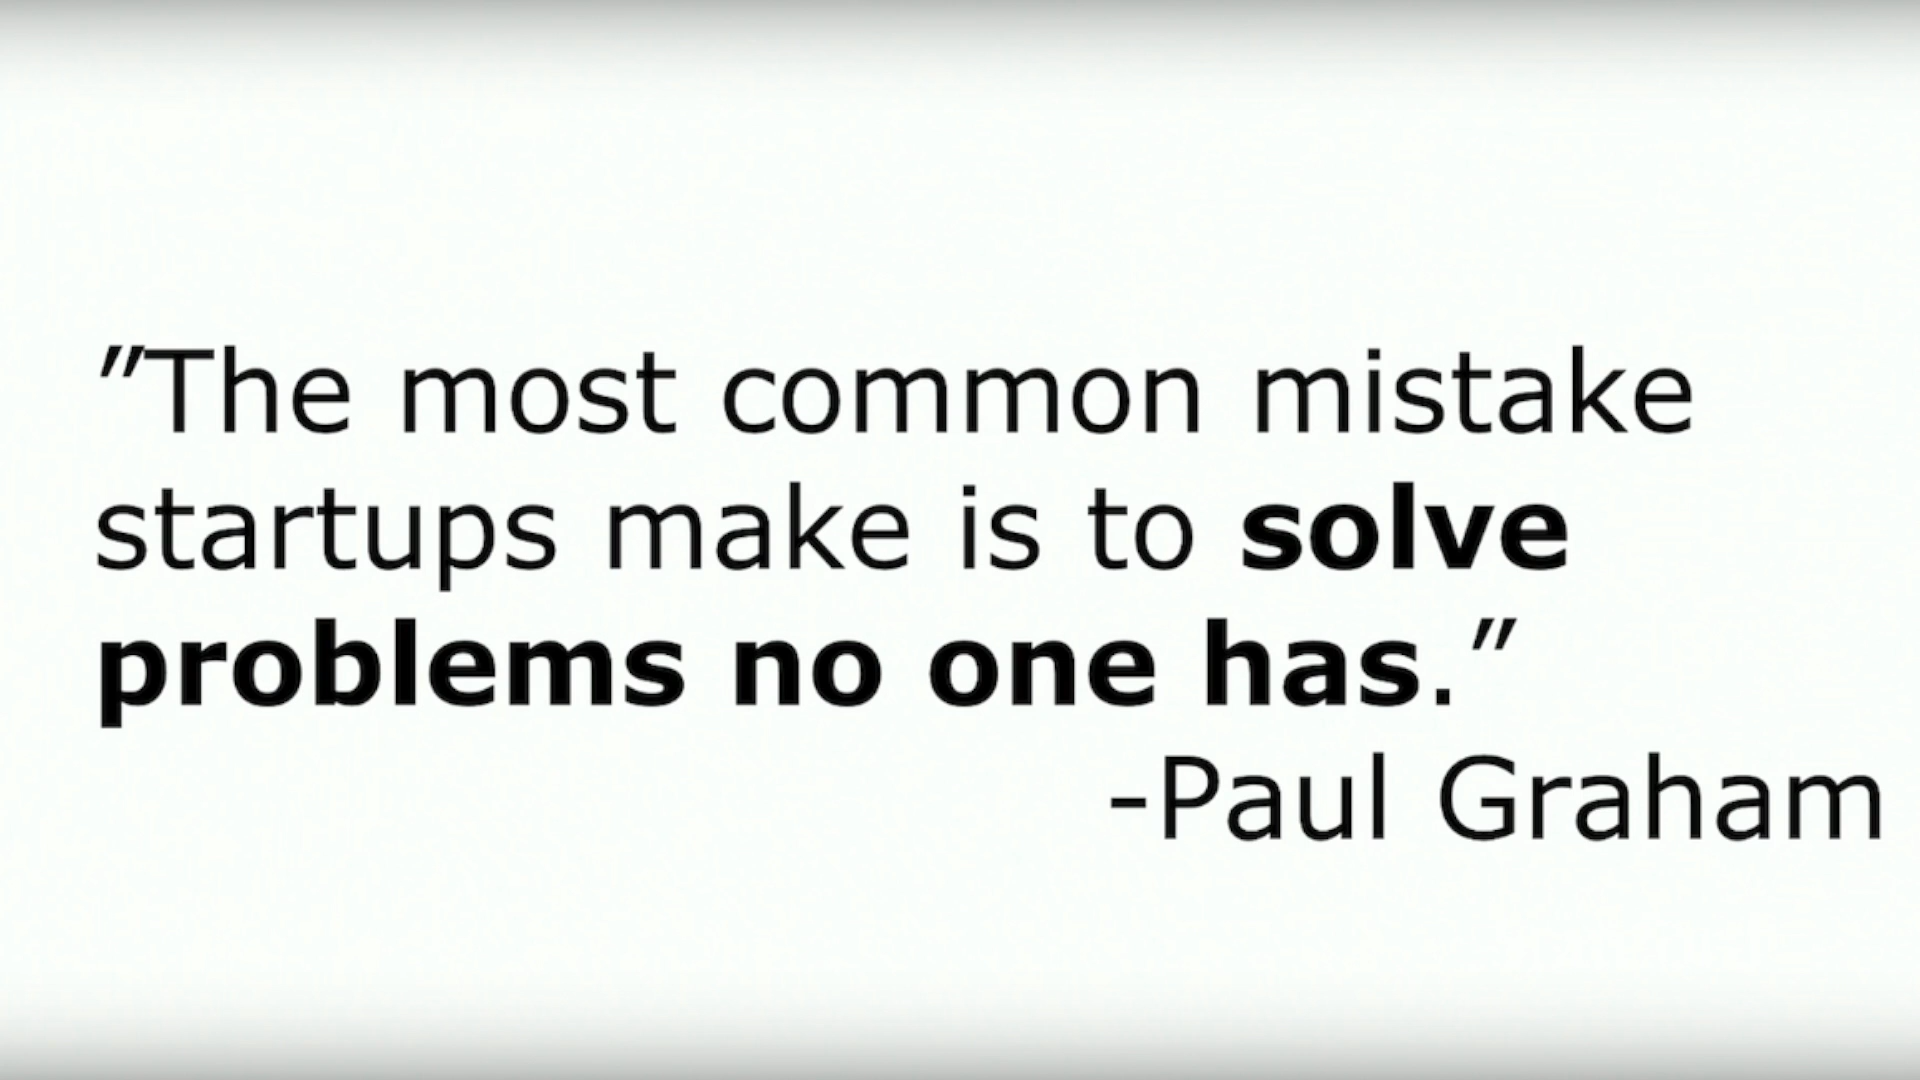 ”The most common mistake
startups make is to solve
problems no one has.”
-Paul Graham